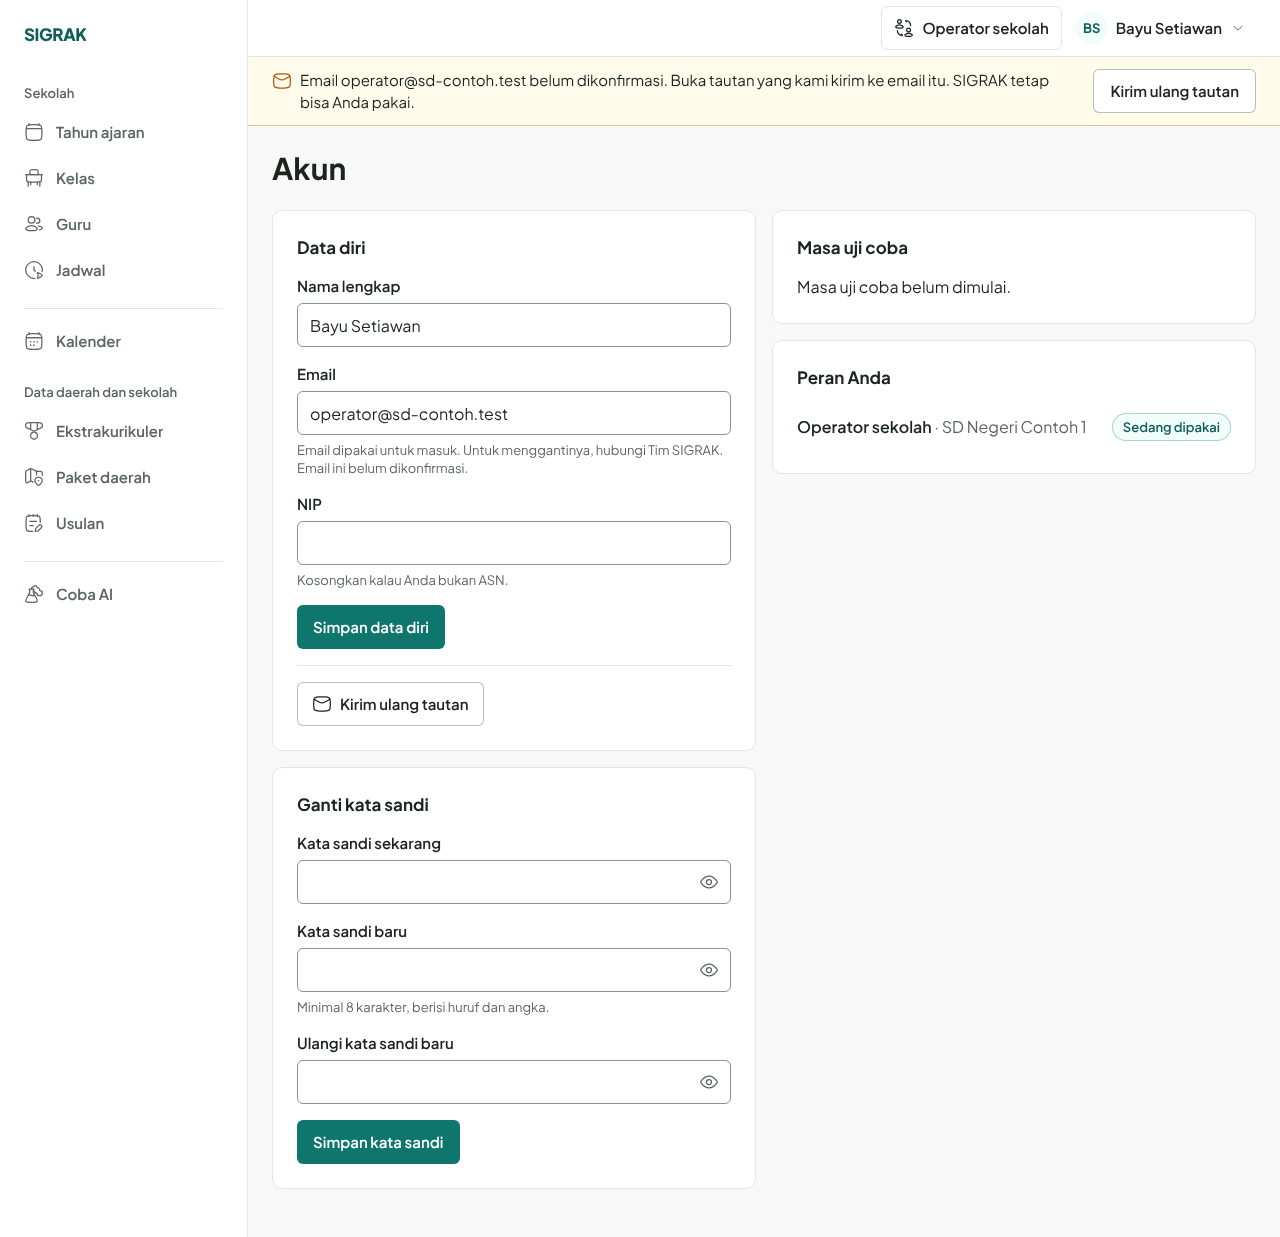 SIGRAK
Sekolah
Tahun ajaran
Kelas
Guru
Jadwal
Kalender
Data daerah dan sekolah
Ekstrakurikuler
Paket daerah
Usulan
Coba AI
Operator sekolah
BS
Bayu Setiawan
Email operator@sd-contoh.test belum dikonfirmasi. Buka tautan yang kami kirim ke email itu. SIGRAK tetap
bisa Anda pakai.
Kirim ulang tautan
Akun
Data diri
Nama lengkap
Bayu Setiawan
Email
operator@sd-contoh.test
Email dipakai untuk masuk. Untuk menggantinya, hubungi Tim SIGRAK.
Email ini belum dikonfirmasi.
NIP
Kosongkan kalau Anda bukan ASN.
Simpan data diri
Kirim ulang tautan
Ganti kata sandi
Kata sandi sekarang
Kata sandi baru
Minimal 8 karakter, berisi huruf dan angka.
Ulangi kata sandi baru
Simpan kata sandi
Masa uji coba
Masa uji coba belum dimulai.
Peran Anda
Operator sekolah · SD Negeri Contoh 1
Sedang dipakai